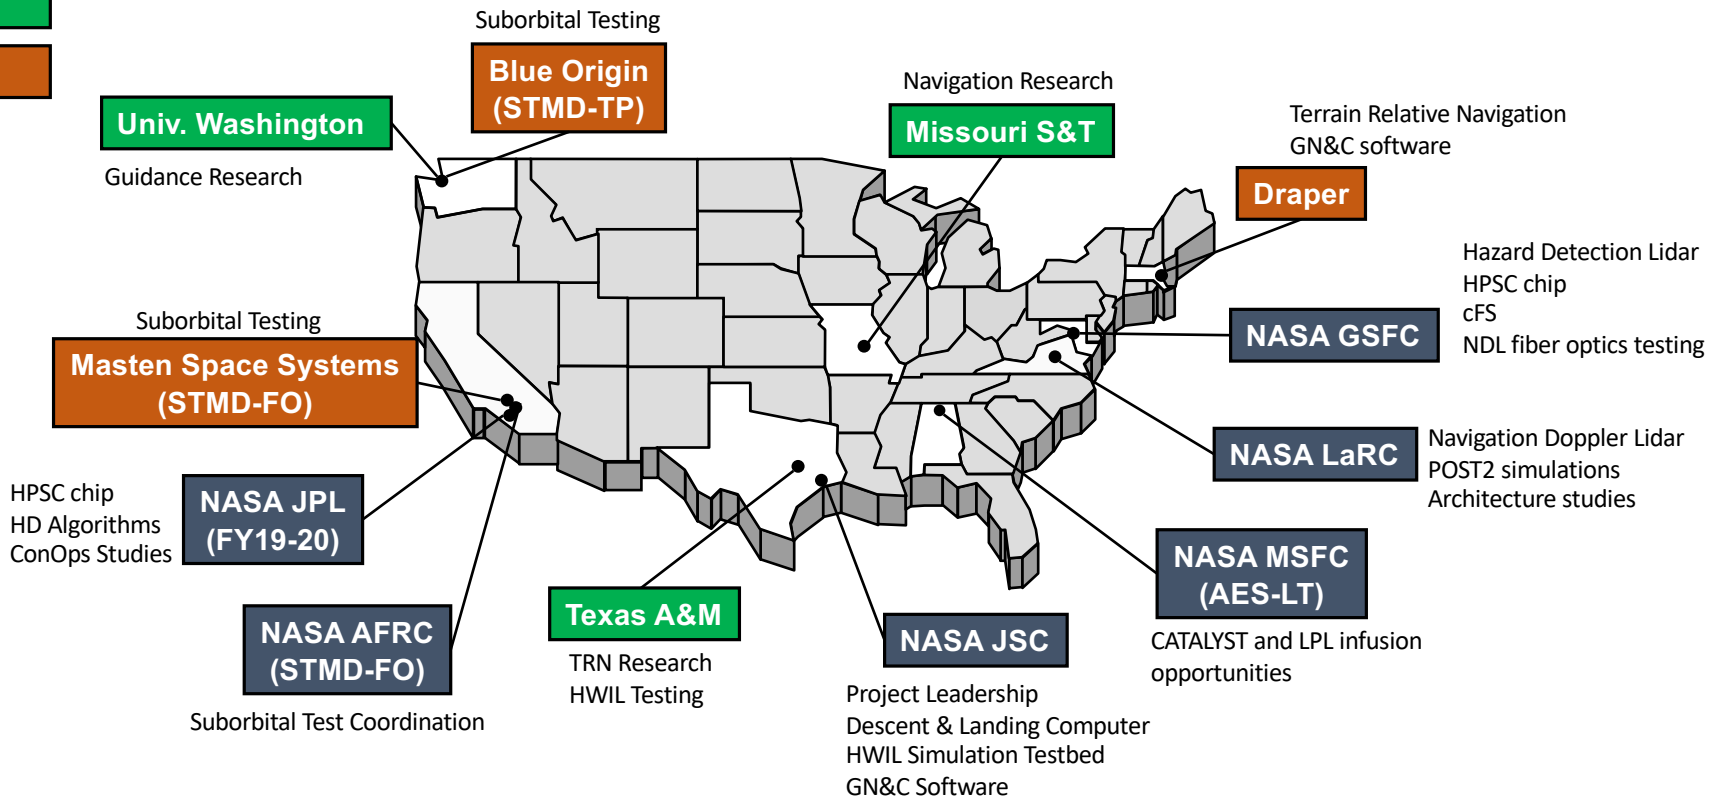 Suborbital Testing
Blue Origin
(STMD-TP)
Univ. Washington
Guidance Research
Navigation Research
Missouri S&T
Terrain Relative Navigation
GN&C software
Draper
Hazard Detection Lidar
HPSC chip
cFS
NDL fiber optics testing
NASA GSFC
Suborbital Testing
Masten Space Systems
(STMD-FO)
NASA LaRC
Navigation Doppler Lidar
POST2 simulations
Architecture studies
HPSC chip
HD Algorithms
ConOps Studies
NASA JPL
(FY19-20)
NASA MSFC
(AES-LT)
CATALYST and LPL infusion
opportunities
NASA AFRC
(STMD-FO)
Suborbital Test Coordination
Texas A&M
TRN Research
HWIL Testing
NASA JSC
Project Leadership
Descent & Landing Computer
HWIL Simulation Testbed
GN&C Software